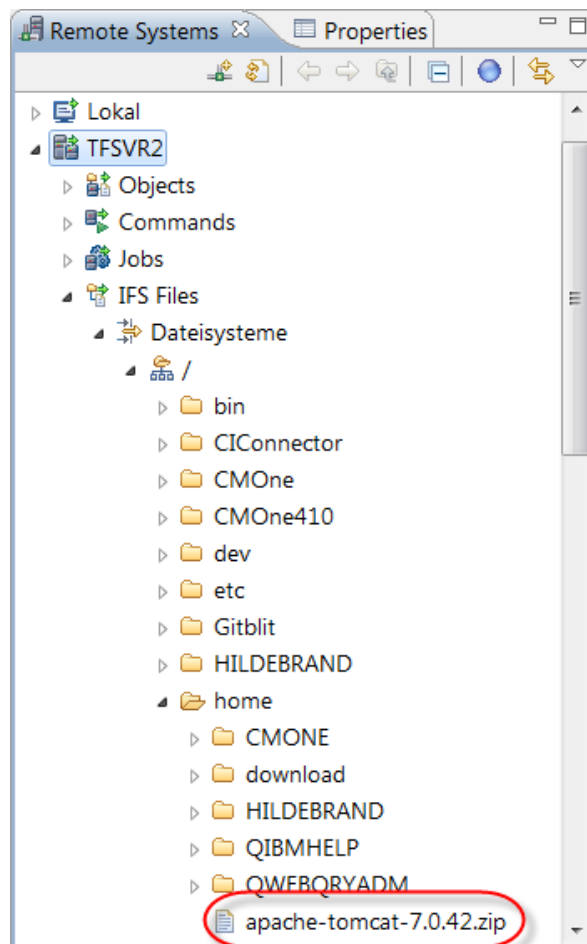 Remote Systems Properties
Lokal
TFSVR2
Objects
Commands
Jobs
IFS Files
Dateisysteme
/
bin
CIConnector
CMOne
CMOne410
dev
etc
Gitblit
HILDEBRAND
home
CMONE
download
HILDEBRAND
QIBMHELP
QWEBQRYADM
apache-tomcat-7.0.42.zip